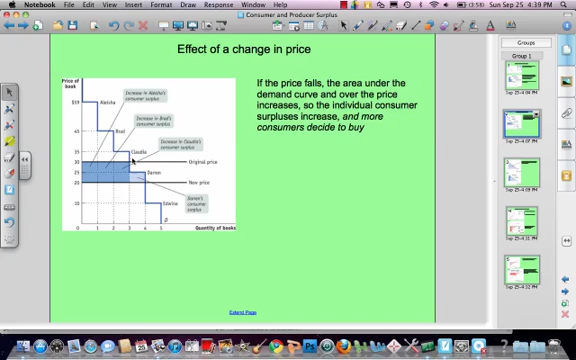 Notebook File Edit View Insert Format Draw Response Window Help
(3:58) Sun Sep 25 4:39 PM
Consumer and Producer Surplus
Effect of a change in price
If the price falls, the area under the
demand curve and over the price
increases, so the individual consumer
surpluses increase, and more
consumers decide to buy
Price of
book
Increase in Aleisha's
consumer surplus
$59
Aleisha
Increase in Brad's
consumer surplus
45
Brad
Increase in Claudia's
consumer surplus
35
Claudia
30
Original price
25
Darren
20
New price
Darren's
consumer
surplus
10
Edwina
D
0 1 2 3 4 5
Quantity of books
Extend Page
Groups
Group 1